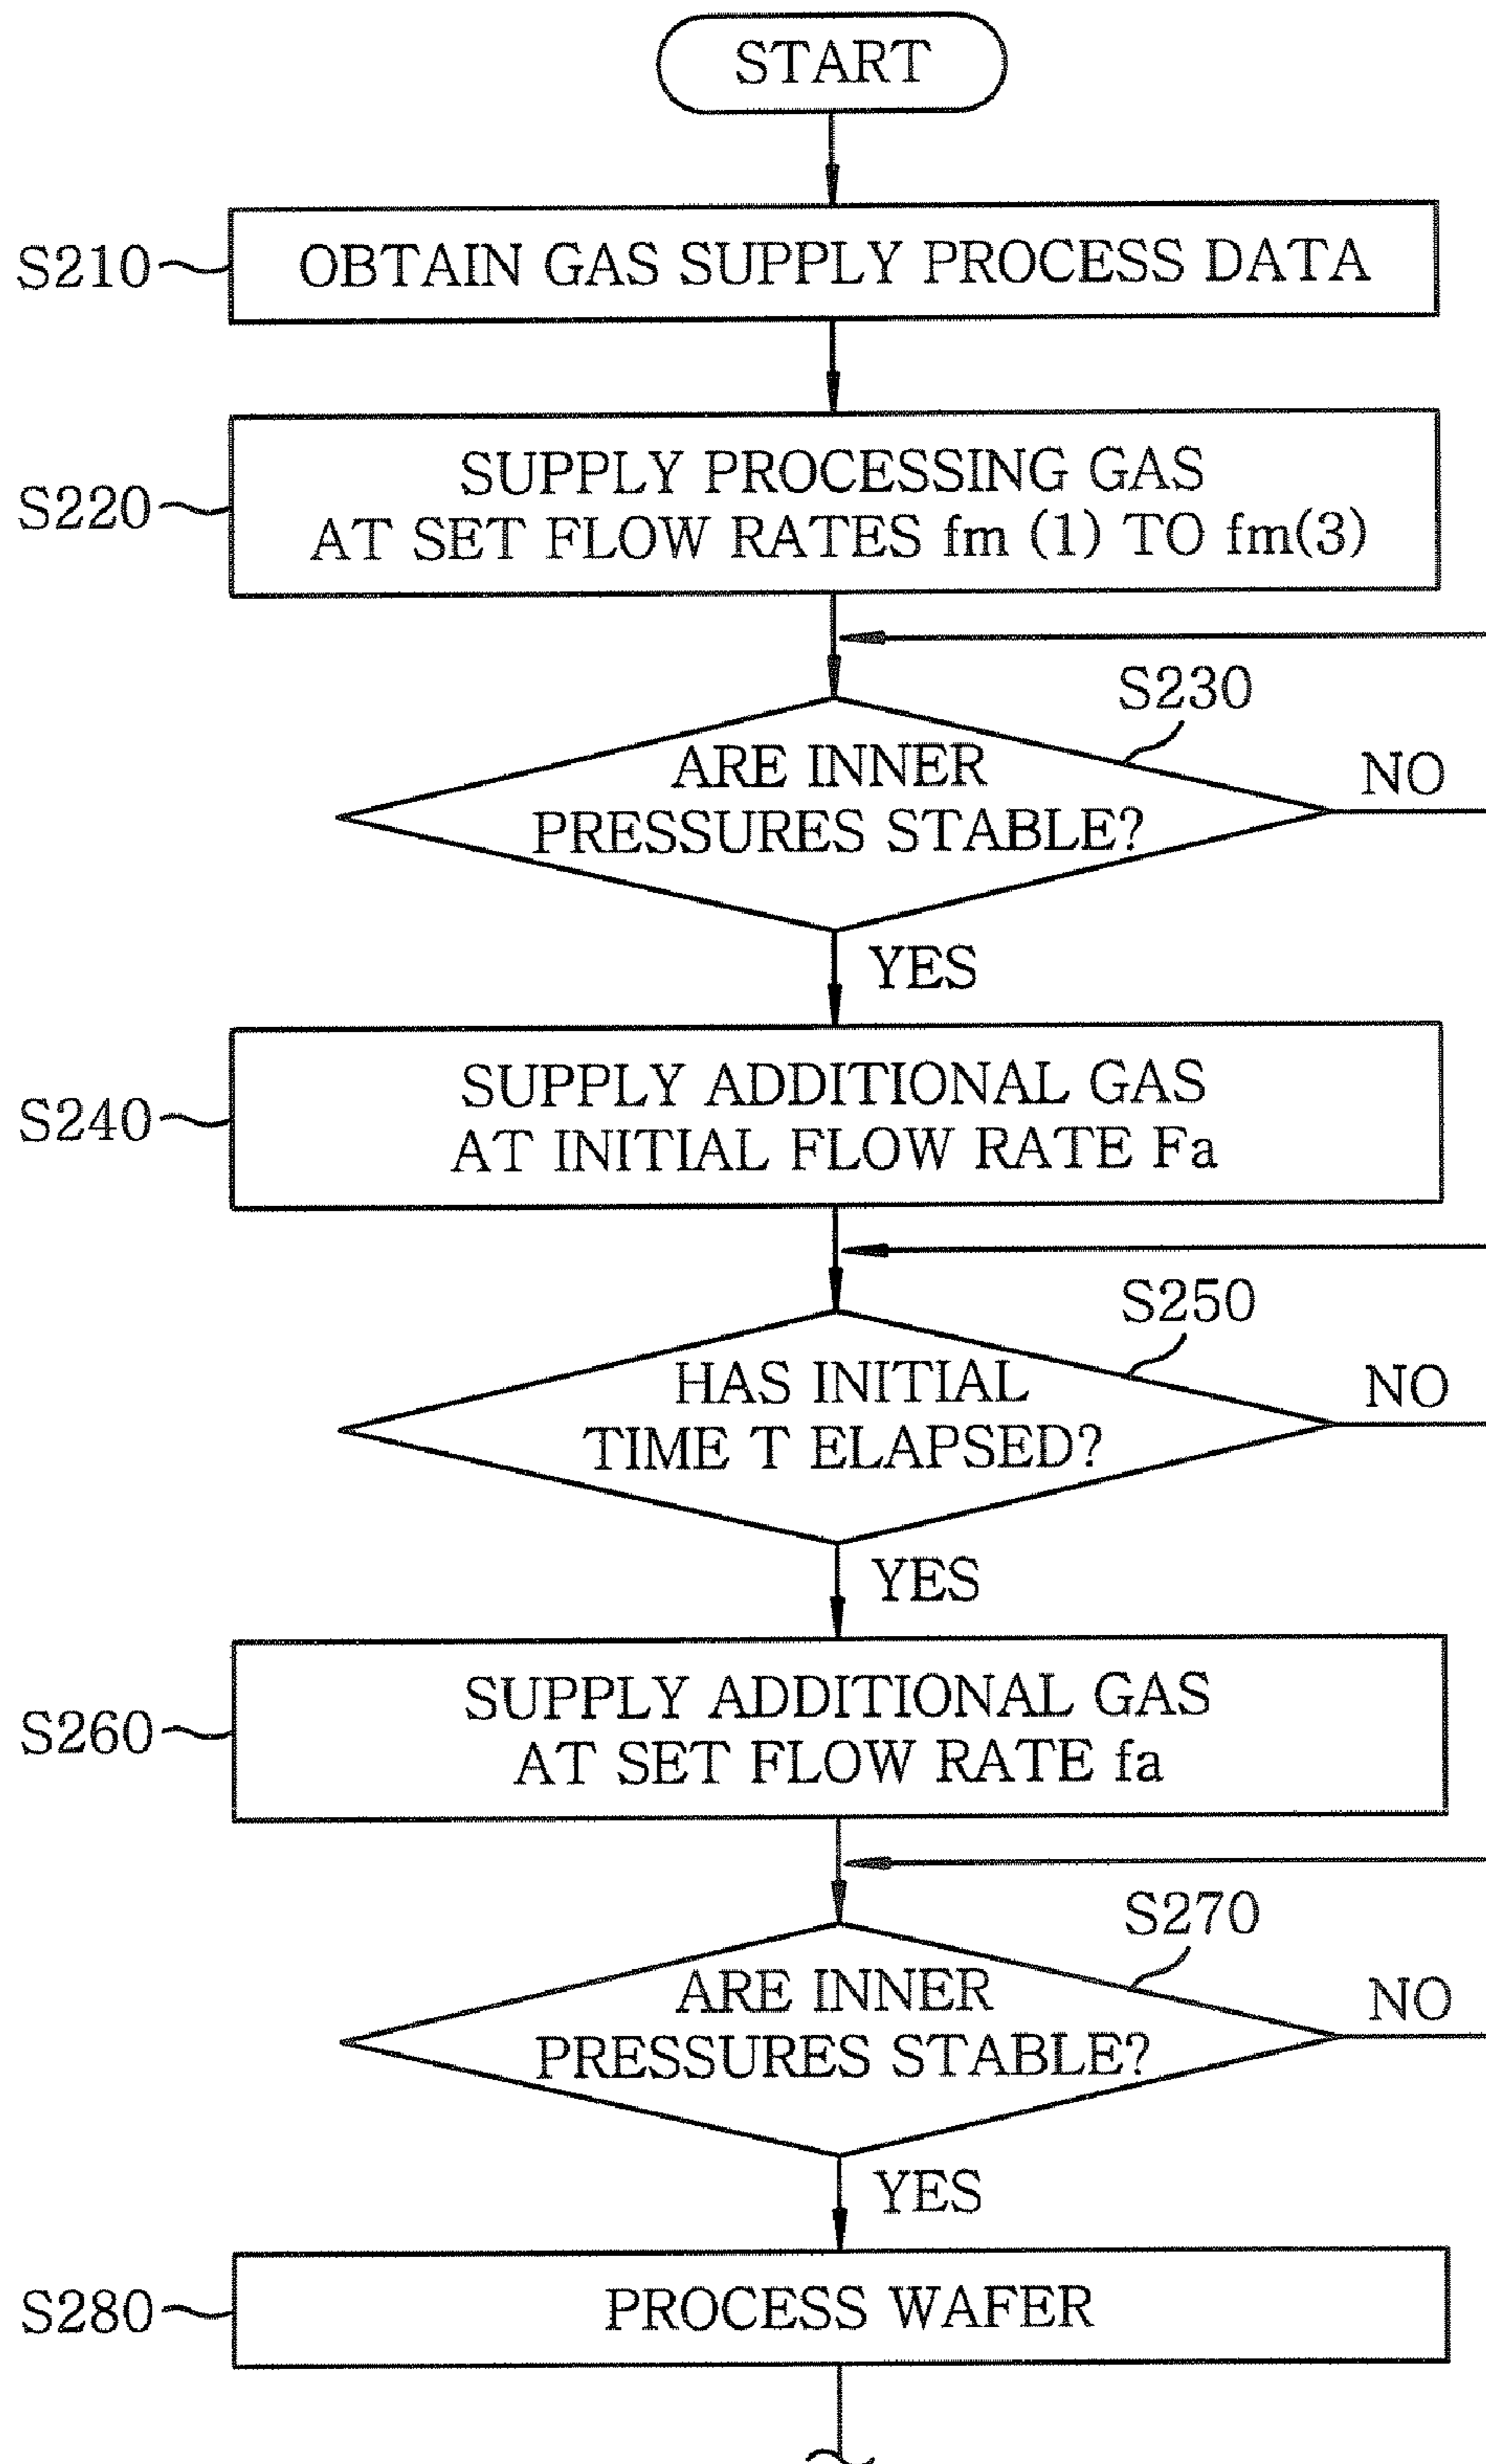 START
S210
OBTAIN GAS SUPPLY PROCESS DATA
S220
SUPPLY PROCESSING GAS
AT SET FLOW RATES fm (1) TO fm(3)
S230
ARE INNER
PRESSURES STABLE?
NO
YES
S240
SUPPLY ADDITIONAL GAS
AT INITIAL FLOW RATE Fa
S250
HAS INITIAL
TIME T ELAPSED?
NO
YES
S260
SUPPLY ADDITIONAL GAS
AT SET FLOW RATE fa
S270
ARE INNER
PRESSURES STABLE?
NO
YES
S280
PROCESS WAFER